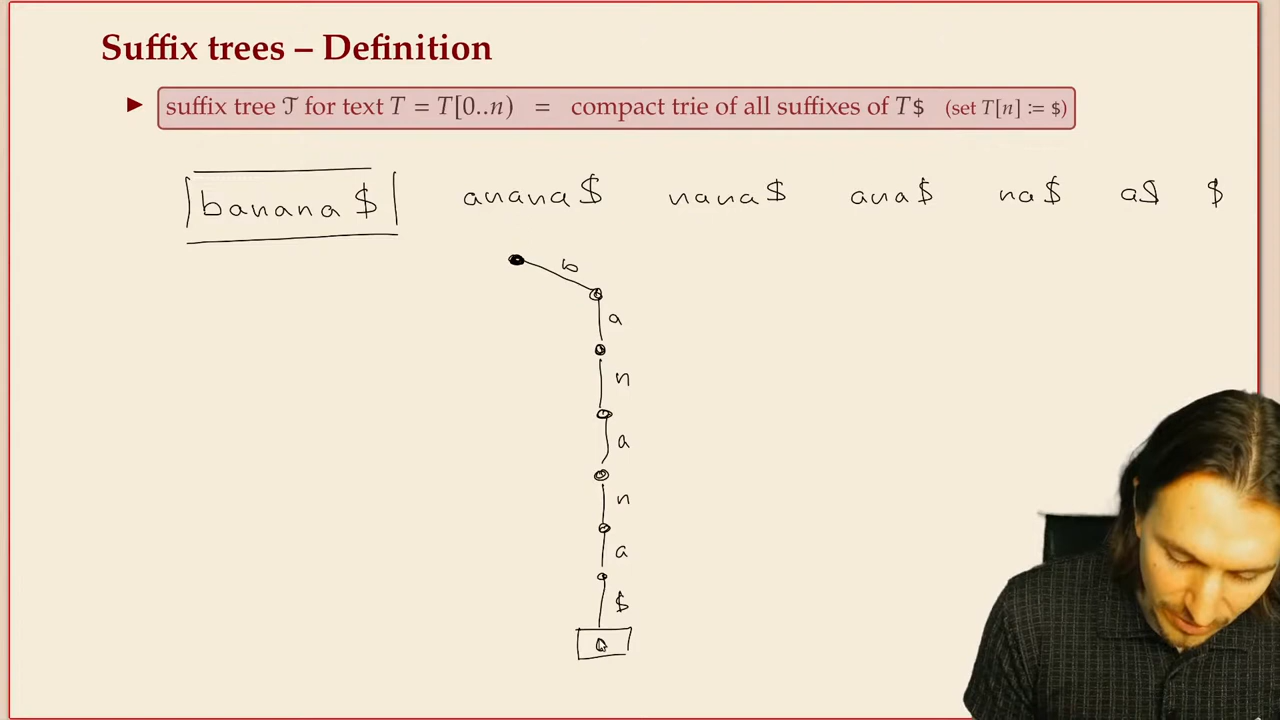 Suffix trees – Definition
▶ suffix tree 𝒯 for text T = T[0..n) = compact trie of all suffixes of T$ (set T[n] := $)
banana$ anana$ nana$ ana$ na$ a$ $
b
a
n
a
n
a
$
0